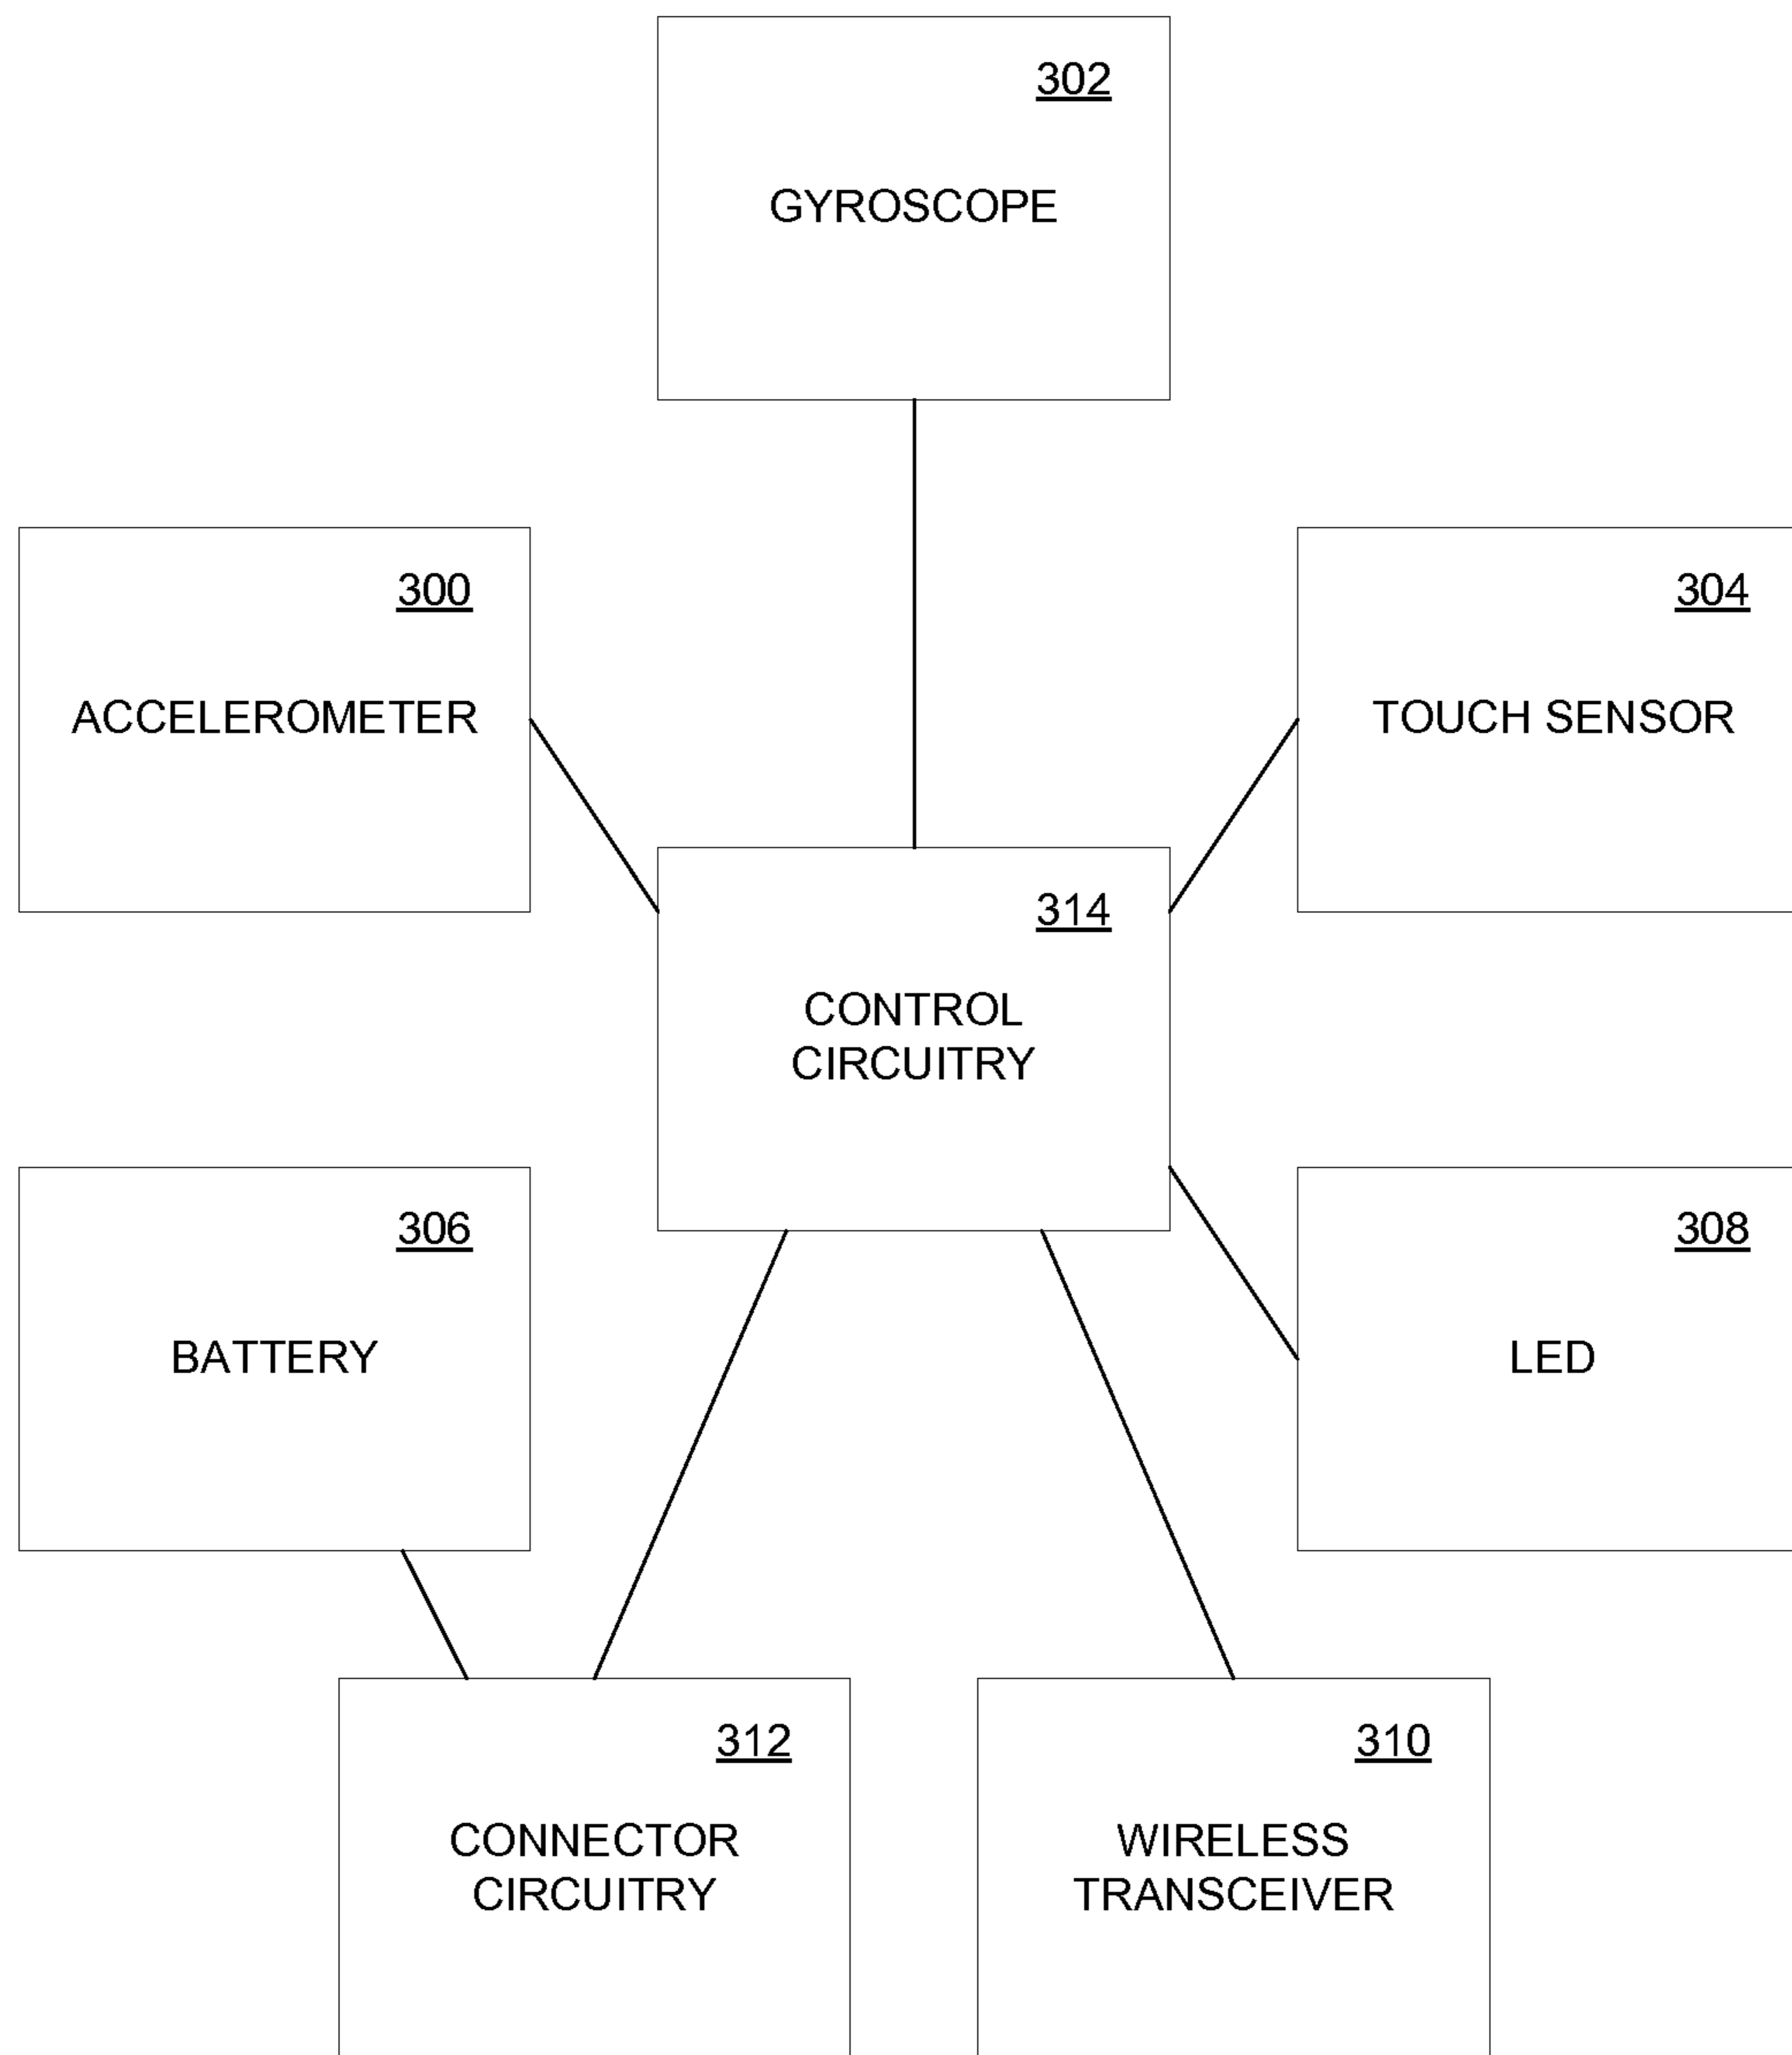 302
GYROSCOPE
300
ACCELEROMETER
304
TOUCH SENSOR
314
CONTROL
CIRCUITRY
306
BATTERY
308
LED
312
CONNECTOR
CIRCUITRY
310
WIRELESS
TRANSCEIVER